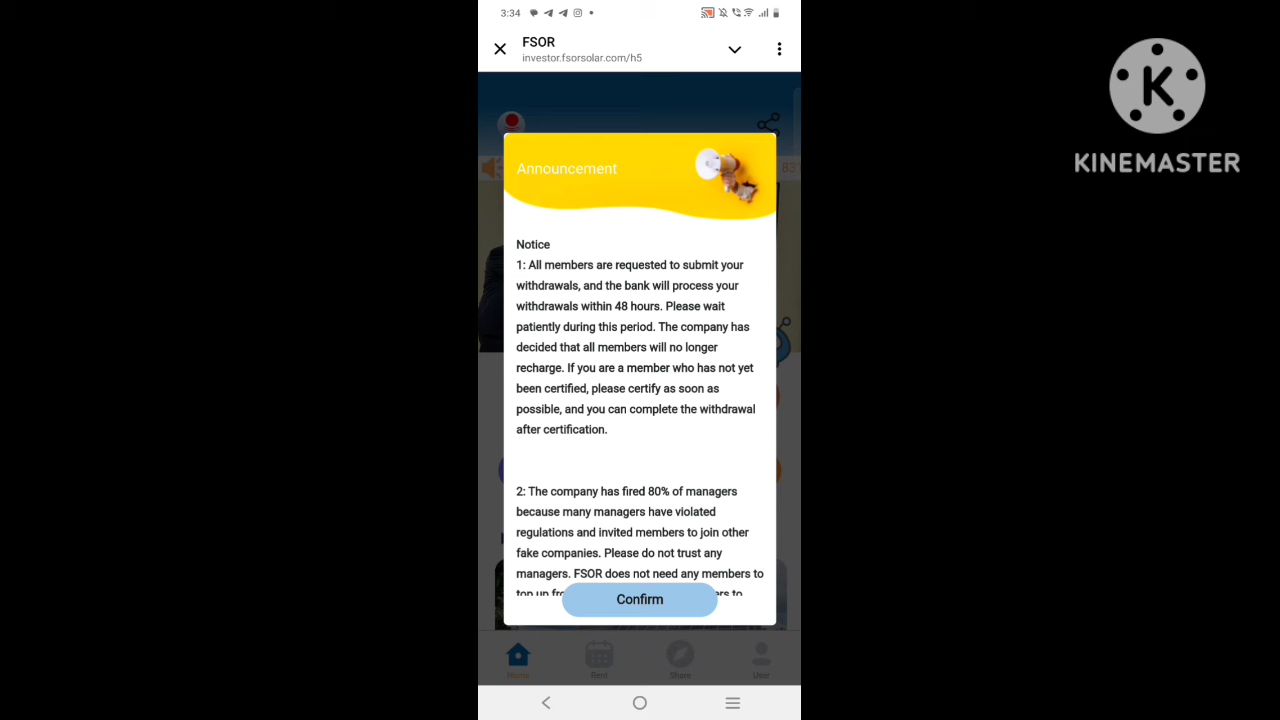 3:34
FSOR
investor.fsorsolar.com/h5
KINEMASTER
Announcement
831
Notice
1: All members are requested to submit your
withdrawals, and the bank will process your
withdrawals within 48 hours. Please wait
patiently during this period. The company has
decided that all members will no longer
recharge. If you are a member who has not yet
been certified, please certify as soon as
possible, and you can complete the withdrawal
after certification.
2: The company has fired 80% of managers
because many managers have violated
regulations and invited members to join other
fake companies. Please do not trust any
managers. FSOR does not need any members to
top up
Confirm
Home
Rent
Share
User